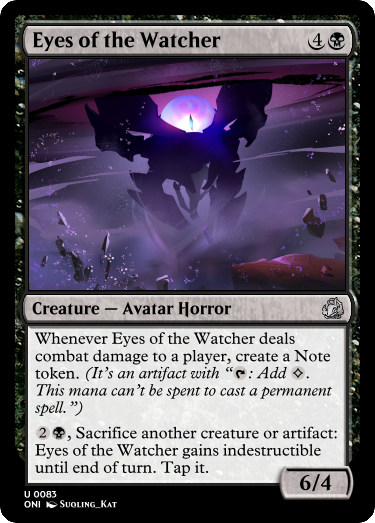 Eyes of the Watcher 4
Creature — Avatar Horror
Whenever Eyes of the Watcher deals
combat damage to a player, create a Note
token. (It's an artifact with “: Add .
This mana can't be spent to cast a permanent
spell.”)
2 , Sacrifice another creature or artifact:
Eyes of the Watcher gains indestructible
until end of turn. Tap it.
6/4
U 0083
ONI Suoling_Kat